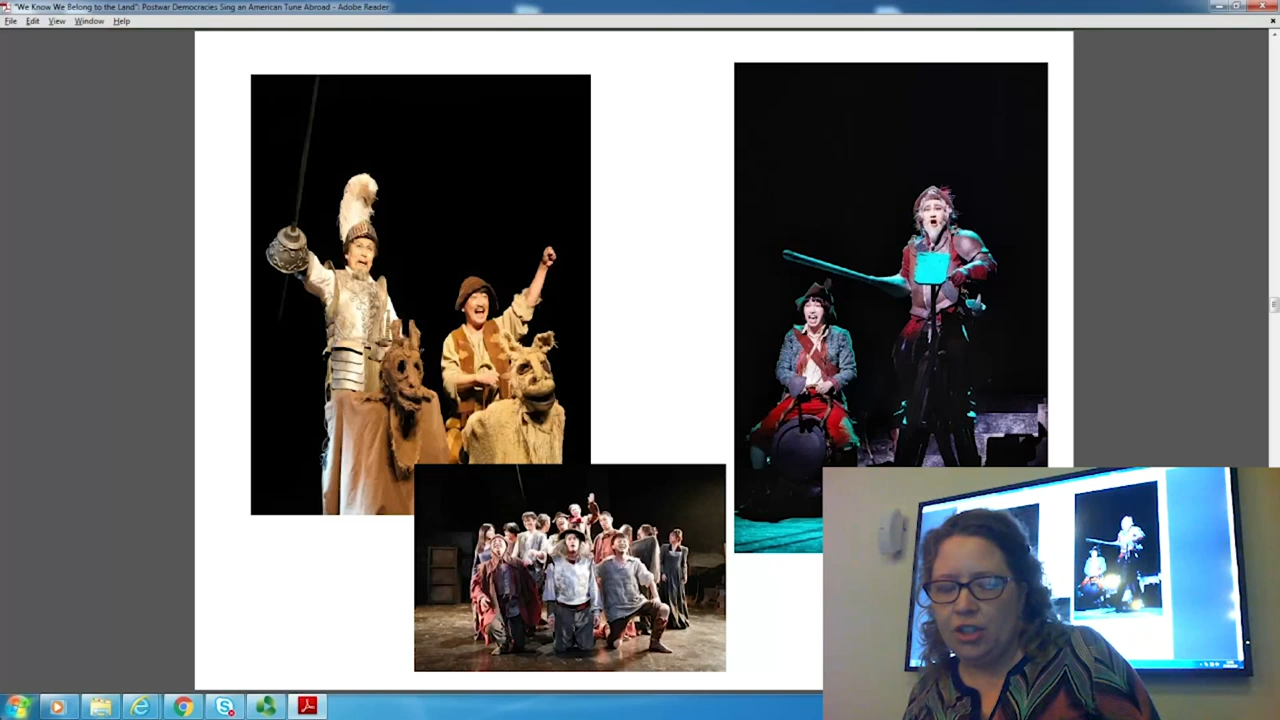 "We Know We Belong to the Land": Postwar Democracies Sing an American Tune Abroad - Adobe Reader
File Edit View Window Help